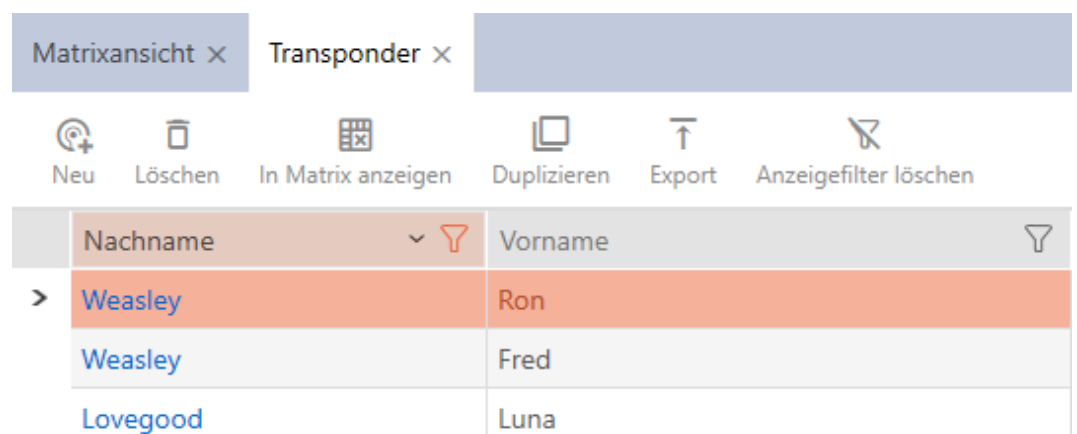 Matrixansicht × Transponder ×
Neu Löschen In Matrix anzeigen Duplizieren Export Anzeigefilter löschen
Nachname Vorname
Weasley Ron
Weasley Fred
Lovegood Luna